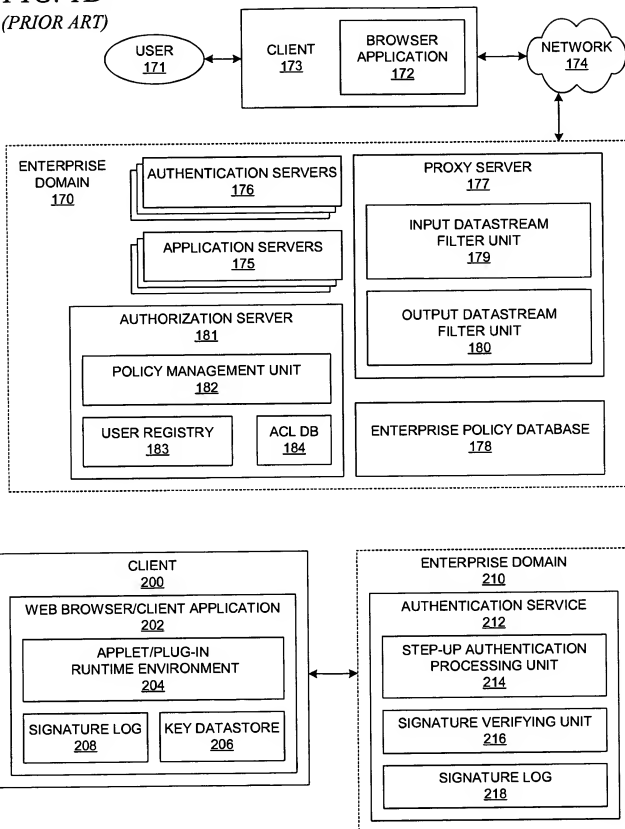 (PRIOR ART)
USER
171
CLIENT
173
BROWSER
APPLICATION
172
NETWORK
174
ENTERPRISE
DOMAIN
170
AUTHENTICATION SERVERS
176
APPLICATION SERVERS
175
AUTHORIZATION SERVER
181
POLICY MANAGEMENT UNIT
182
USER REGISTRY
183
ACL DB
184
PROXY SERVER
177
INPUT DATASTREAM
FILTER UNIT
179
OUTPUT DATASTREAM
FILTER UNIT
180
ENTERPRISE POLICY DATABASE
178
CLIENT
200
WEB BROWSER/CLIENT APPLICATION
202
APPLET/PLUG-IN
RUNTIME ENVIRONMENT
204
SIGNATURE LOG
208
KEY DATASTORE
206
ENTERPRISE DOMAIN
210
AUTHENTICATION SERVICE
212
STEP-UP AUTHENTICATION
PROCESSING UNIT
214
SIGNATURE VERIFYING UNIT
216
SIGNATURE LOG
218